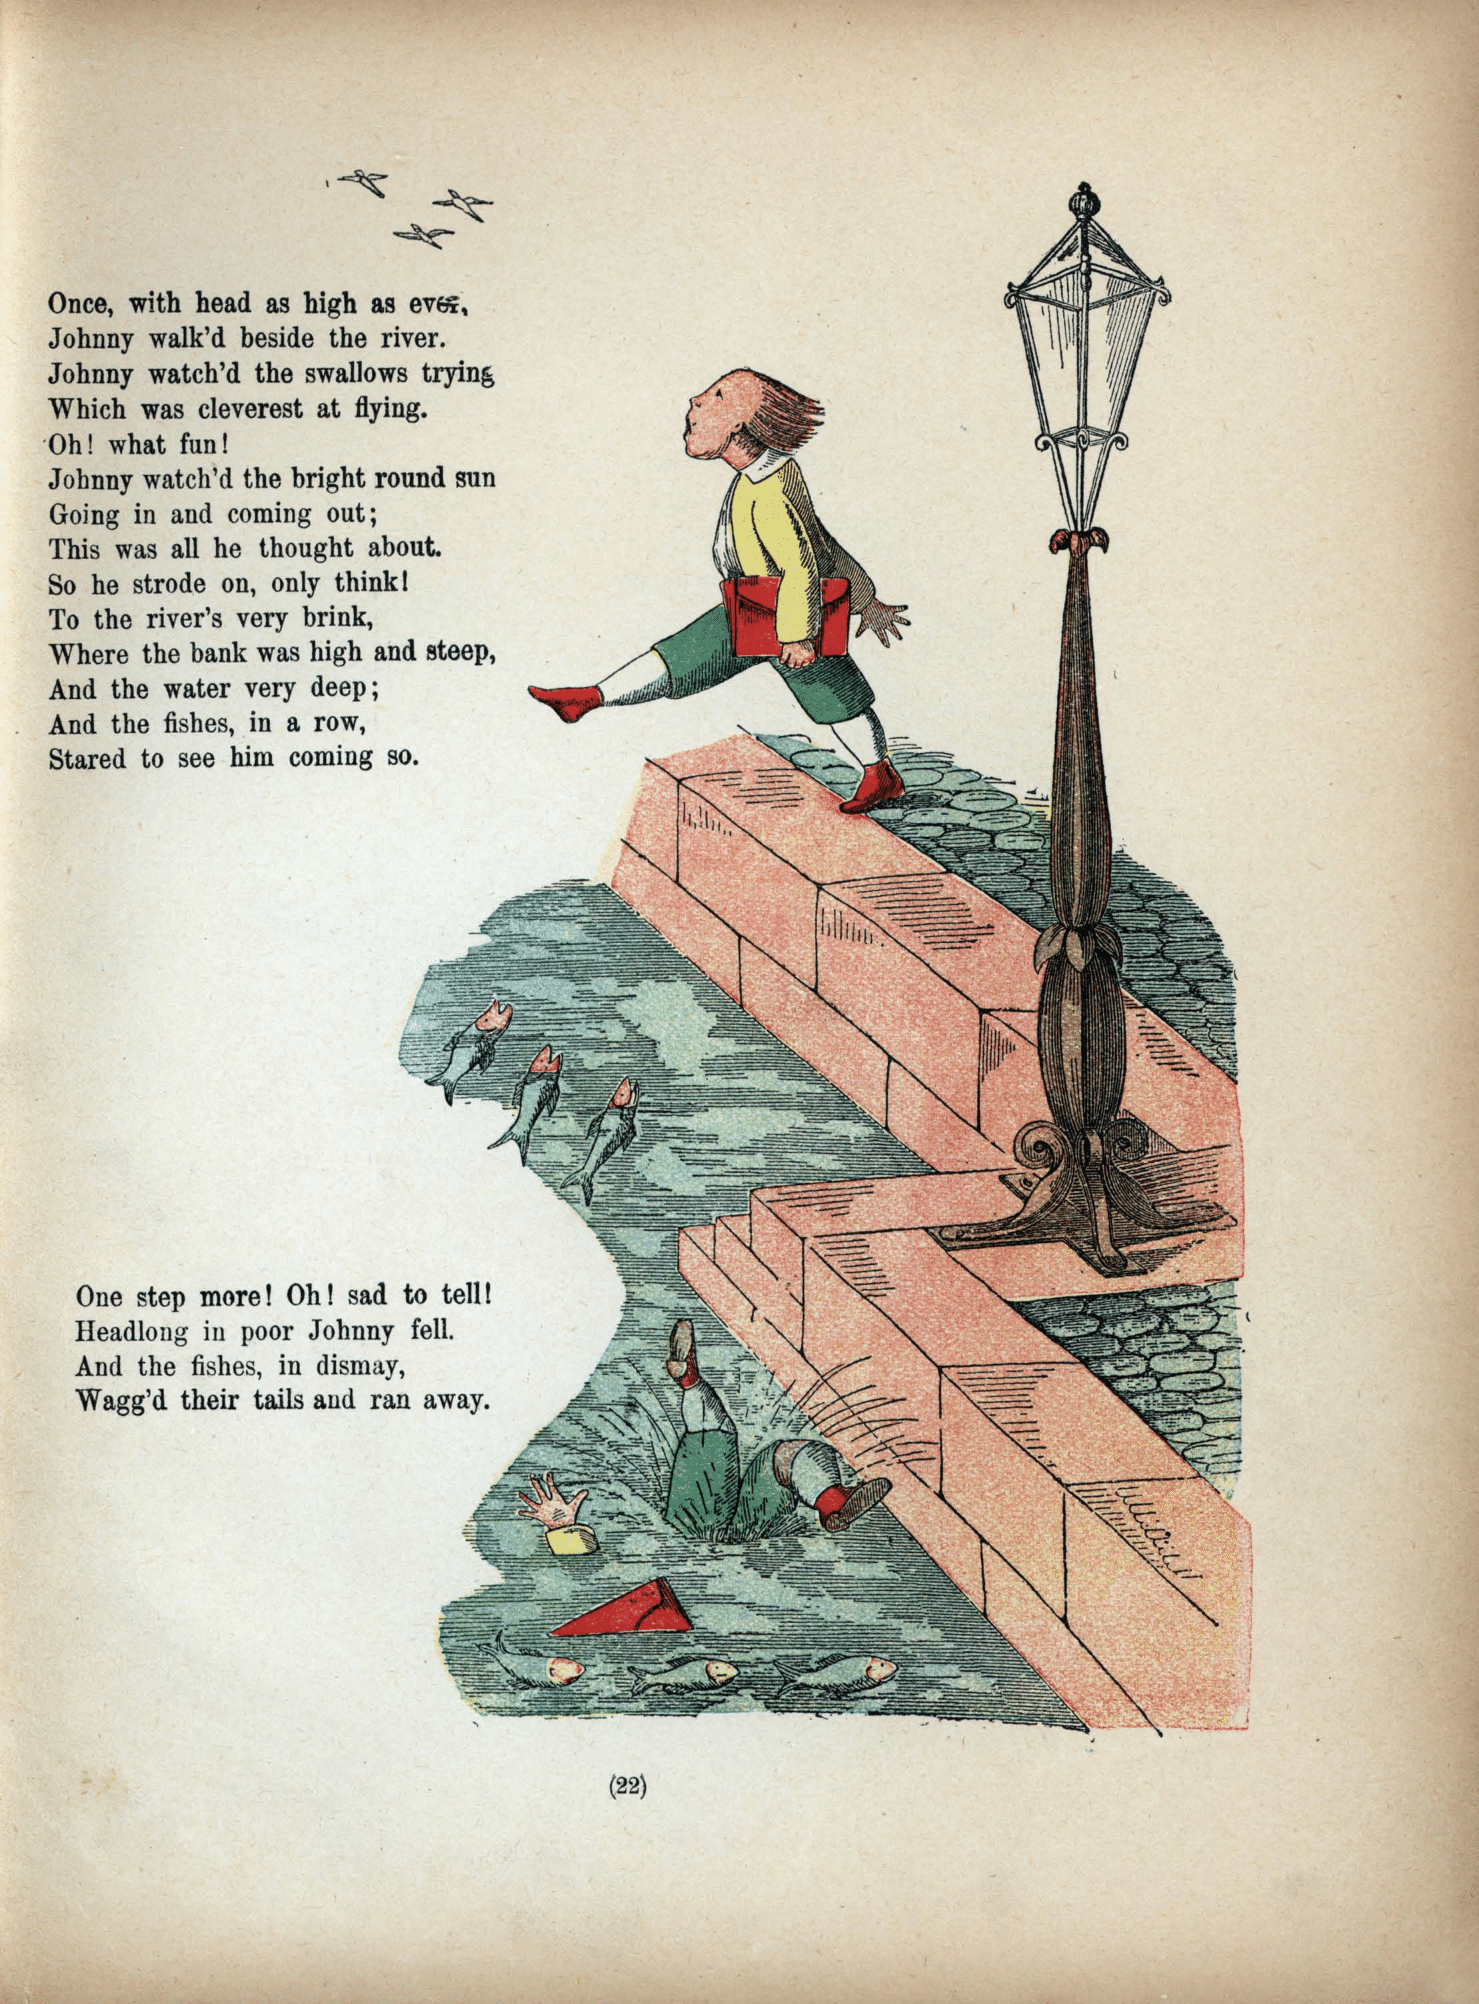 Once, with head as high as ever,
Johnny walk'd beside the river.
Johnny watch'd the swallows trying
Which was cleverest at flying.
Oh! what fun!
Johnny watch'd the bright round sun
Going in and coming out;
This was all he thought about.
So he strode on, only think!
To the river's very brink,
Where the bank was high and steep,
And the water very deep;
And the fishes, in a row,
Stared to see him coming so.
One step more! Oh! sad to tell!
Headlong in poor Johnny fell.
And the fishes, in dismay,
Wagg'd their tails and ran away.
(22)